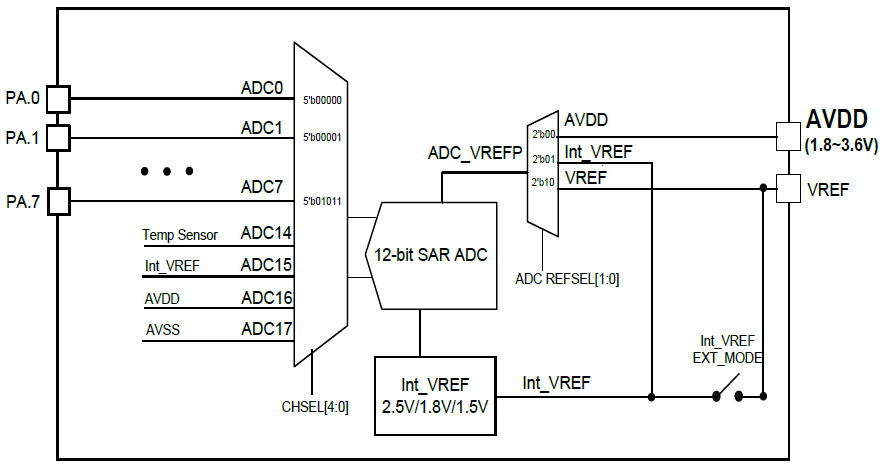 PA.0
ADC0
5'b00000
PA.1
ADC1
5'b00001
PA.7
ADC7
5'b01011
Temp Sensor
ADC14
Int_VREF
ADC15
AVDD
ADC16
AVSS
ADC17
CHSEL[4:0]
12-bit SAR ADC
ADC_VREFP
2'b00
2'b01
2'b10
AVDD
Int_VREF
VREF
ADC REFSEL[1:0]
AVDD
(1.8~3.6V)
VREF
Int_VREF
EXT_MODE
Int_VREF
2.5V/1.8V/1.5V
Int_VREF